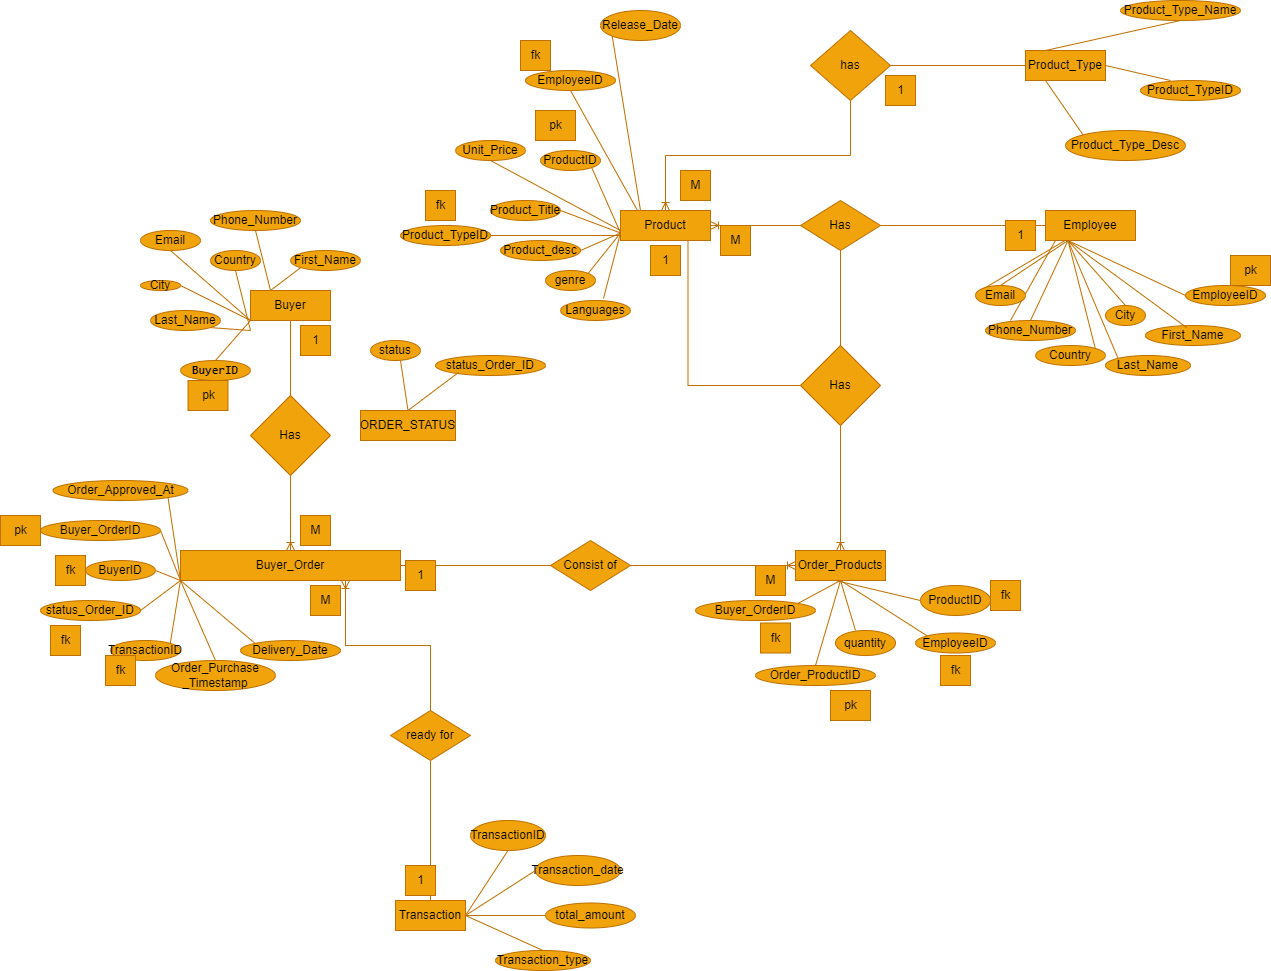 Product_Type_Name
Release_Date
fk
EmployeeID
has
Product_Type
1
Product_TypeID
pk
Unit_Price
ProductID
Product_Type_Desc
M
fk
Product_Title
Product_TypeID
Product
Has
Employee
M
1
Product_desc
1
genre
Languages
Phone_Number
Email
Country
First_Name
City
Buyer
Last_Name
1
BuyerID
pk
pk
Email
EmployeeID
City
Phone_Number
First_Name
Country
Last_Name
status
status_Order_ID
ORDER_STATUS
Has
Has
Order_Approved_At
pk
Buyer_OrderID
M
fk
BuyerID
Buyer_Order
1
Consist of
Order_Products
M
status_Order_ID
M
fk
TransactionID
fk
Order_Purchase
_Timestamp
Delivery_Date
Buyer_OrderID
ProductID
fk
fk
quantity
EmployeeID
fk
Order_ProductID
pk
ready for
TransactionID
Transaction_date
1
Transaction
total_amount
Transaction_type